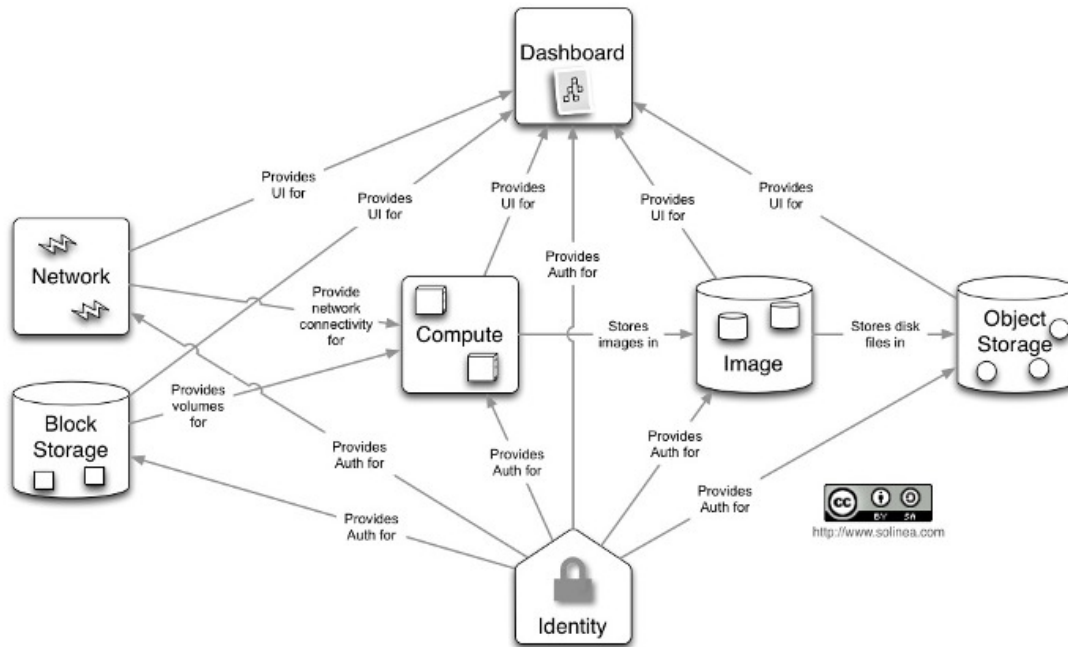 Dashboard
Provides
UI for
Provides
UI for
Provides
UI for
Provides
UI for
Provides
UI for
Provides
Auth for
Network
Provide
network
connectivity
for
Compute
Stores
images in
Image
Stores disk
files in
Object
Storage
Block
Storage
Provides
volumes
for
Provides
Auth for
Provides
Auth for
Provides
Auth for
Provides
Auth for
Provides
Auth for
Identity
cc
BY SA
http://www.solinea.com